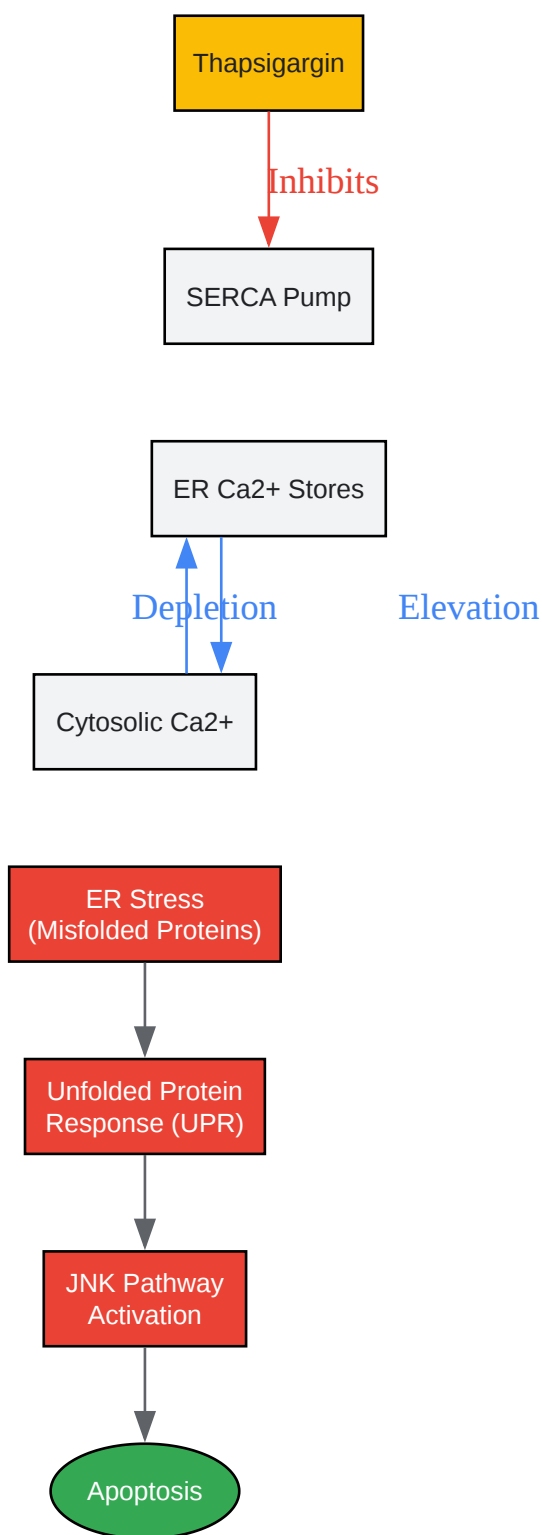 Thapsigargin
Inhibits
SERCA Pump
ER Ca2+ Stores
Depletion
Elevation
Cytosolic Ca2+
ER Stress
(Misfolded Proteins)
Unfolded Protein
Response (UPR)
JNK Pathway
Activation
Apoptosis